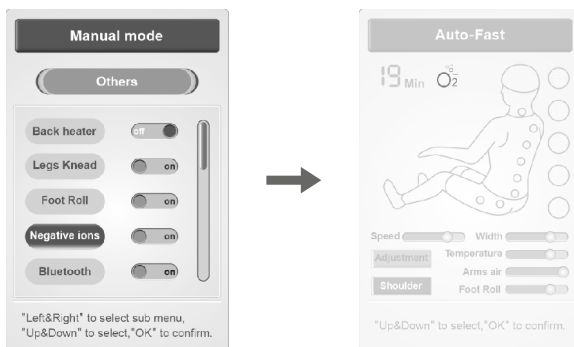 Manual mode
Others
Back heater off
Legs Knead on
Foot Roll on
Negative ions on
Bluetooth on
"Left&Right" to select sub menu,
"Up&Down" to select,"OK" to confirm.
Auto-Fast
19 Min O2
Speed Width
Adjustment Temperature
Arms air
Shoulder Foot Roll
"Up&Down" to select,"OK" to confirm.